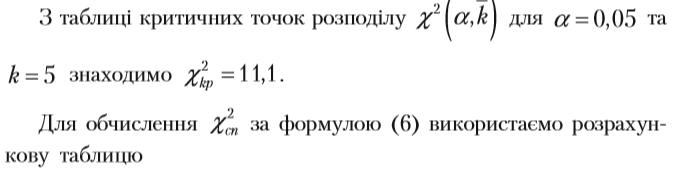 З таблиці критичних точок розподілу χ²(α,k̄) для α = 0,05 та
k = 5 знаходимо χ²кр = 11,1.
Для обчислення χ²сп за формулою (6) використаємо розрахун-
кову таблицю